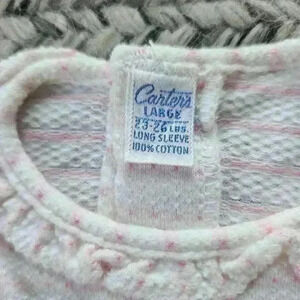 Carter's
LARGE
23-26 LBS.
LONG SLEEVE
100% COTTON